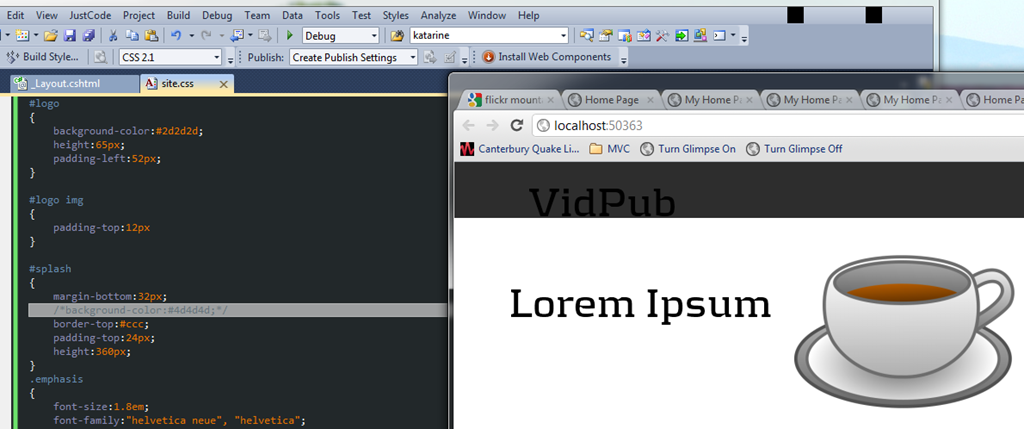 Edit View JustCode Project Build Debug Team Data Tools Test Styles Analyze Window Help
Debug katarine
Build Style... CSS 2.1 Publish: Create Publish Settings Install Web Components
_Layout.cshtml site.css
#logo
{
background-color:#2d2d2d;
height:65px;
padding-left:52px;
}
#logo img
{
padding-top:12px
}
#splash
{
margin-bottom:32px;
/*background-color:#4d4d4d;*/
border-top:#ccc;
padding-top:24px;
height:360px;
}
.emphasis
{
font-size:1.8em;
font-family:"helvetica neue", "helvetica";
flickr mount Home Page My Home Pa My Home Pa My Home Pa Home Pa
localhost:50363
Canterbury Quake Li... MVC Turn Glimpse On Turn Glimpse Off
VidPub
Lorem Ipsum